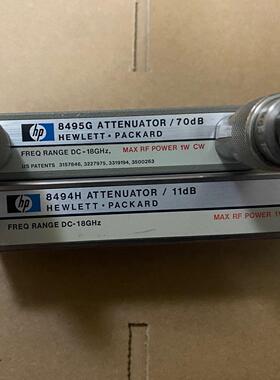 hp
8495G ATTENUATOR / 70dB
HEWLETT • PACKARD
FREQ RANGE DC-18GHz, MAX RF POWER 1W CW
US PATENTS 3157846, 3227975, 3319194, 3500263
hp
8494H ATTENUATOR / 11dB
HEWLETT • PACKARD
FREQ RANGE DC-18GHz MAX RF POWER